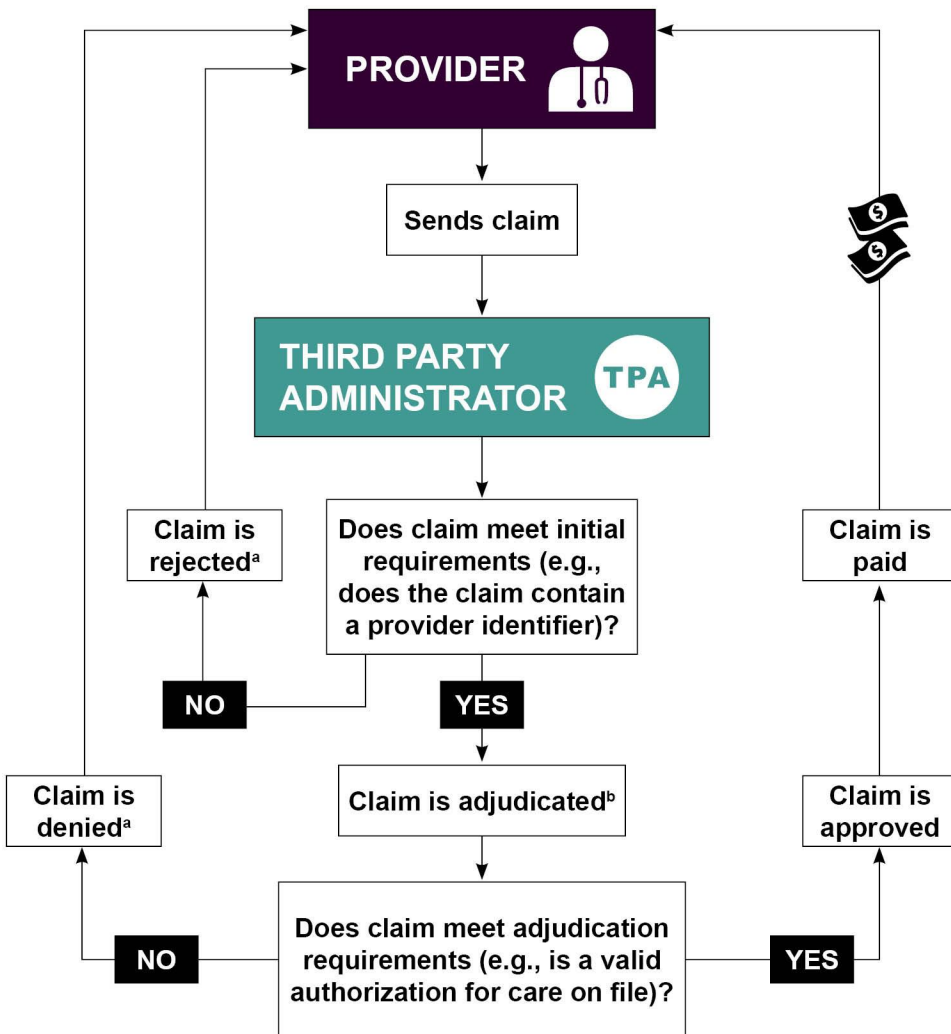 PROVIDER
Sends claim
$
$
THIRD PARTY
ADMINISTRATOR
TPA
Claim is
rejectedᵃ
Does claim meet initial
requirements (e.g.,
does the claim contain
a provider identifier)?
Claim is
paid
NO
YES
Claim is
deniedᵃ
Claim is adjudicatedᵇ
Claim is
approved
NO
Does claim meet adjudication
requirements (e.g., is a valid
authorization for care on file)?
YES